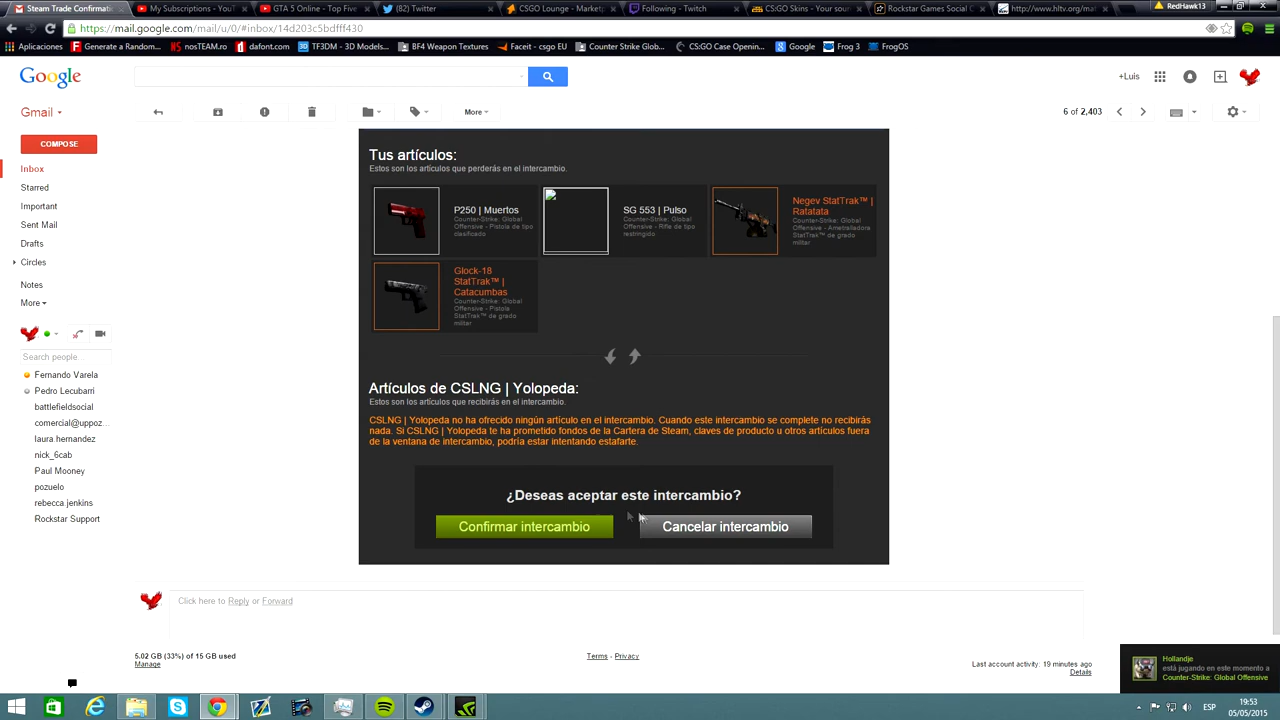 Steam Trade Confirmati
My Subscriptions - YouT
GTA 5 Online - Top Five
(82) Twitter
CSGO Lounge - Marketp
Following - Twitch
CS:GO Skins - Your sour
Rockstar Games Social C
http://www.hltv.org/mat
RedHawk13
https://mail.google.com/mail/u/0/#inbox/14d203c5bdfff430
Aplicaciones
Generate a Random...
nosTEAM.ro
dafont.com
TF3DM - 3D Models...
BF4 Weapon Textures
Faceit - csgo EU
Counter Strike Glob...
CS:GO Case Openin...
Google
Frog 3
FrogOS
Google
+Luis
Gmail
More
6 of 2,403
COMPOSE
Inbox
Starred
Important
Sent Mail
Drafts
Circles
Notes
More
Search people...
Fernando Varela
Pedro Lecubarri
battlefieldsocial
comercial@uppoz...
laura hernandez
nick_6cab
Paul Mooney
pozuelo
rebecca.jenkins
Rockstar Support
Tus artículos:
Estos son los artículos que perderás en el intercambio.
P250 | Muertos
Counter-Strike: Global
Offensive - Pistola de tipo
clasificado
SG 553 | Pulso
Counter-Strike: Global
Offensive - Rifle de tipo
restringido
Negev StatTrak™ |
Ratatata
Counter-Strike: Global
Offensive - Ametralladora
StatTrak™ de grado
militar
Glock-18
StatTrak™ |
Catacumbas
Counter-Strike: Global
Offensive - Pistola
StatTrak™ de grado
militar
Artículos de CSLNG | Yolopeda:
Estos son los artículos que recibirás en el intercambio.
CSLNG | Yolopeda no ha ofrecido ningún artículo en el intercambio. Cuando este intercambio se complete no recibirás
nada. Si CSLNG | Yolopeda te ha prometido fondos de la Cartera de Steam, claves de producto u otros artículos fuera
de la ventana de intercambio, podría estar intentando estafarte.
¿Deseas aceptar este intercambio?
Confirmar intercambio
Cancelar intercambio
Click here to Reply or Forward
5.02 GB (33%) of 15 GB used
Manage
Terms - Privacy
Last account activity: 19 minutes ago
Details
Hollandje
está jugando en este momento a
Counter-Strike: Global Offensive
ESP
19:53
05/05/2015